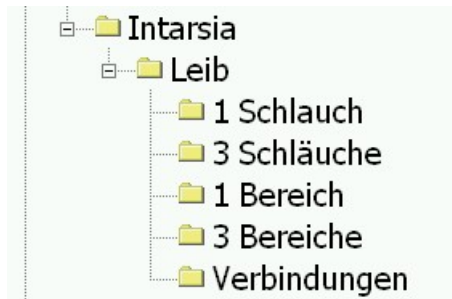 Intarsia
Leib
1 Schlauch
3 Schläuche
1 Bereich
3 Bereiche
Verbindungen